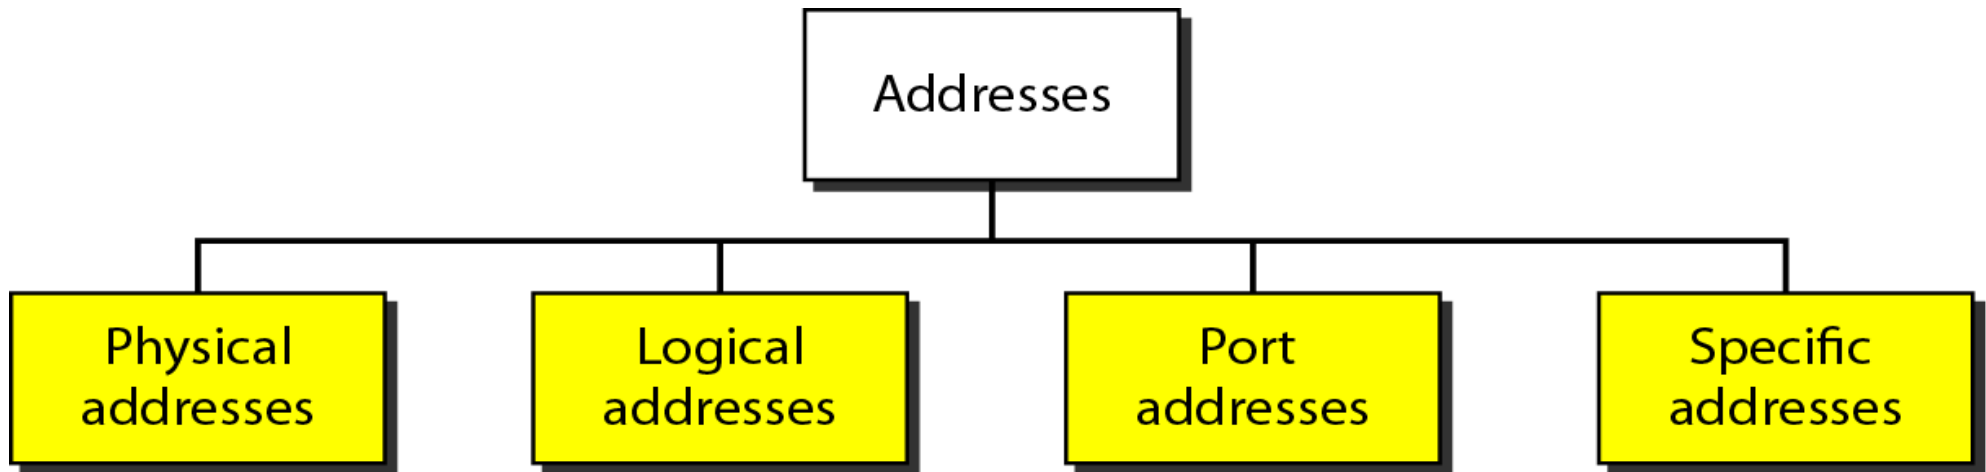 Addresses
Physical
addresses
Logical
addresses
Port
addresses
Specific
addresses